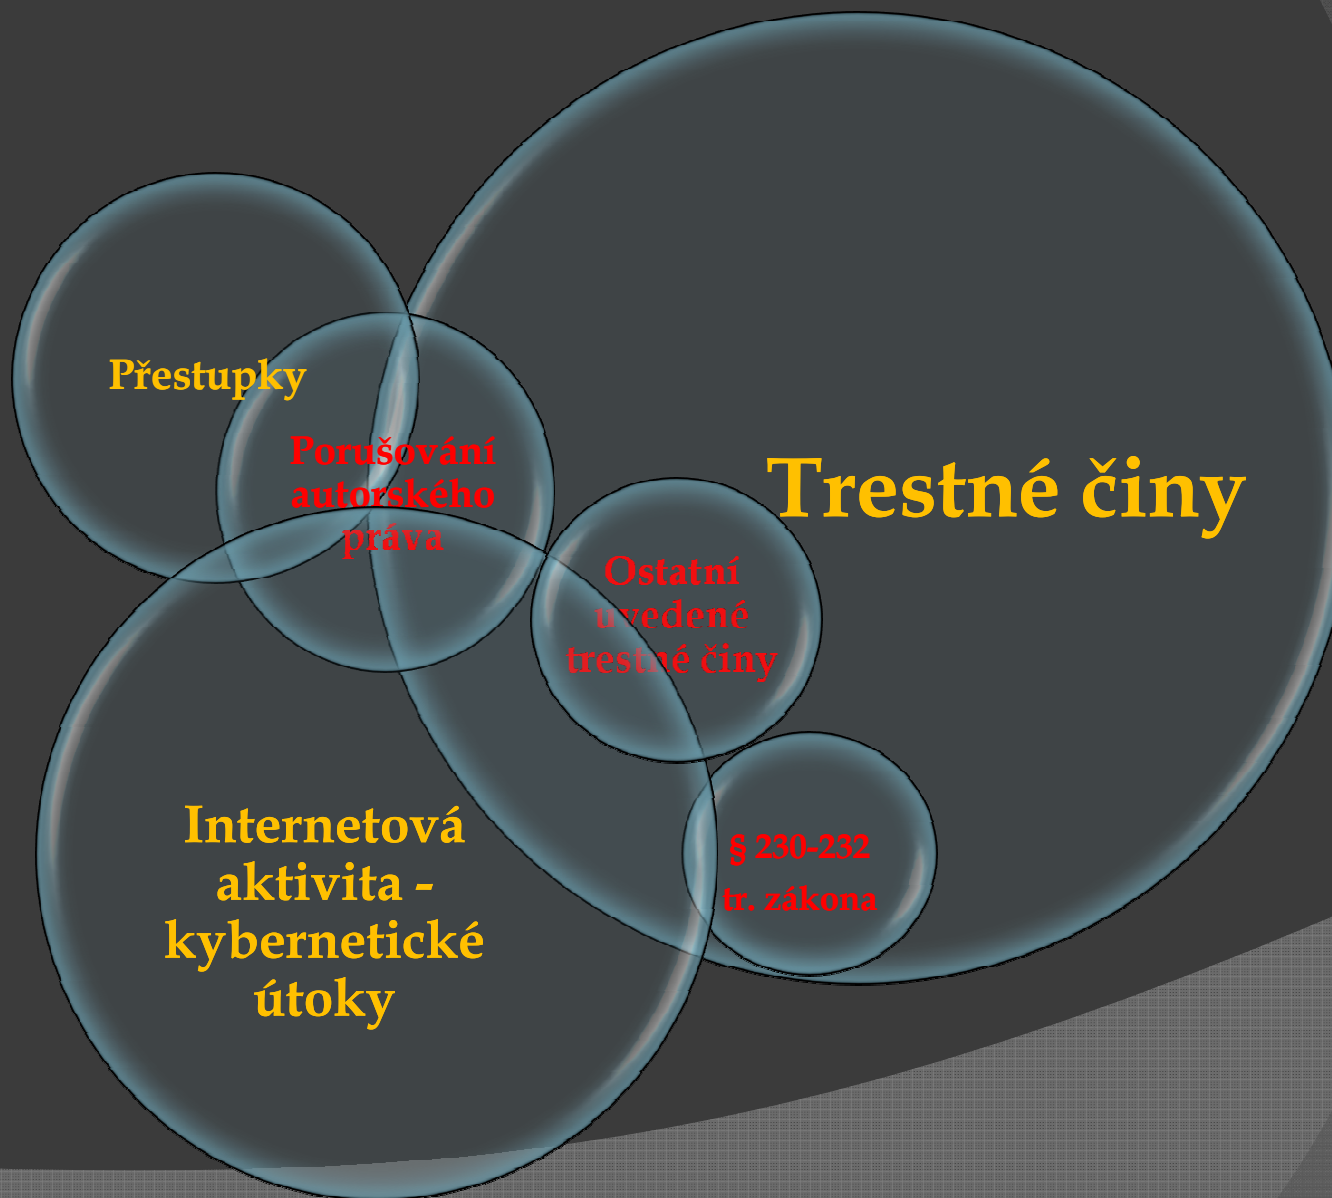 Přestupky
Porušování
autorského
práva
Trestné činy
Ostatní
uvedené
trestné činy
§ 230-232
tr. zákona
Internetová
aktivita -
kybernetické
útoky